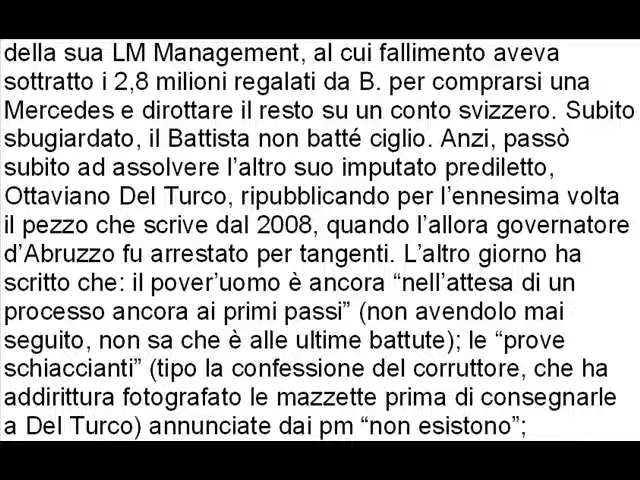 della sua LM Management, al cui fallimento aveva
sottratto i 2,8 milioni regalati da B. per comprarsi una
Mercedes e dirottare il resto su un conto svizzero. Subito
sbugiardato, il Battista non batté ciglio. Anzi, passò
subito ad assolvere l’altro suo imputato prediletto,
Ottaviano Del Turco, ripubblicando per l’ennesima volta
il pezzo che scrive dal 2008, quando l’allora governatore
d’Abruzzo fu arrestato per tangenti. L’altro giorno ha
scritto che: il pover’uomo è ancora “nell’attesa di un
processo ancora ai primi passi” (non avendolo mai
seguito, non sa che è alle ultime battute); le “prove
schiaccianti” (tipo la confessione del corruttore, che ha
addirittura fotografato le mazzette prima di consegnarle
a Del Turco) annunciate dai pm “non esistono”;